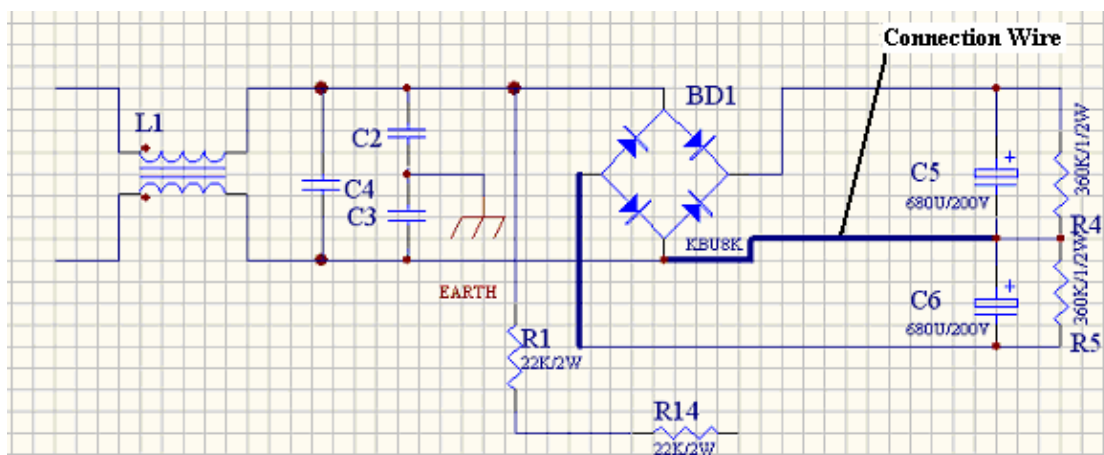 Connection Wire
L1
C2
C4
C3
EARTH
R1
22K/2W
R14
22K/2W
BD1
KBU8K
C5
680U/200V
360K/1/2W
R4
C6
680U/200V
360K/1/2W
R5